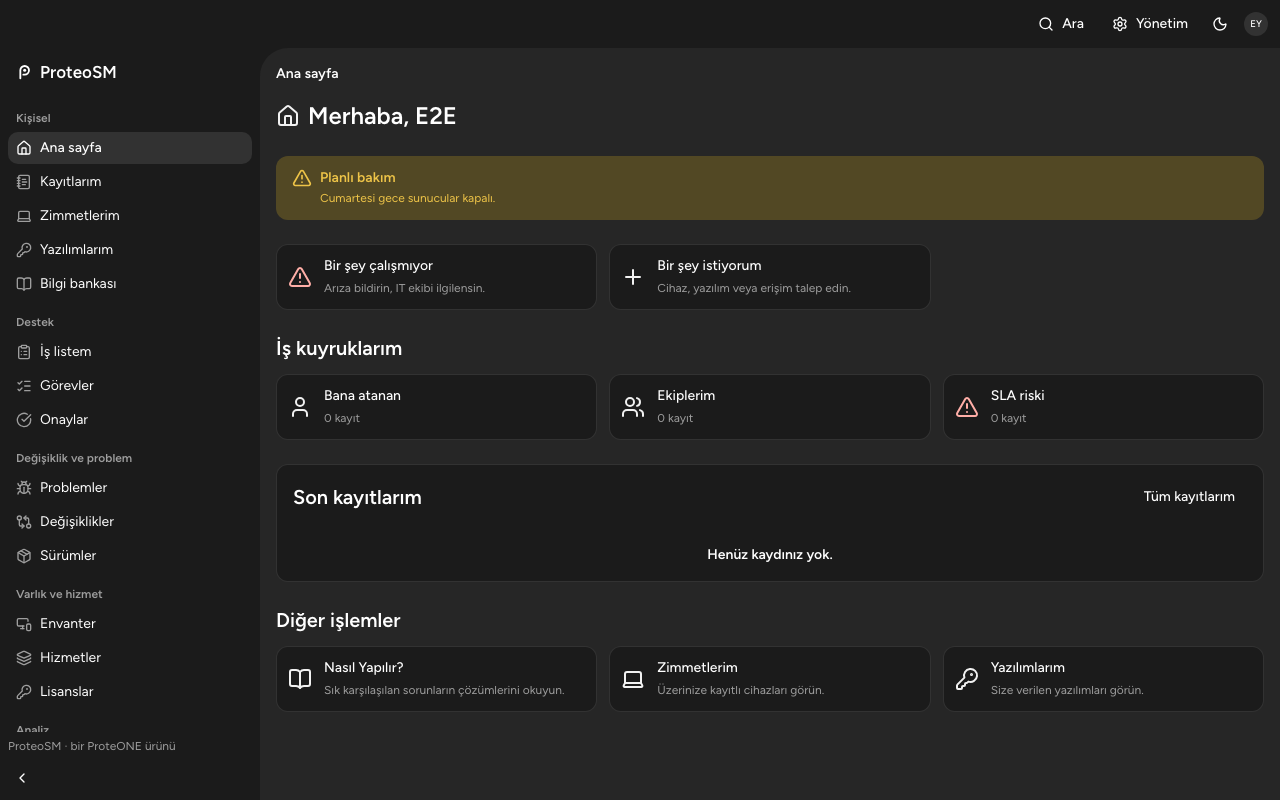 Ara
Yönetim
EY
ProteoSM
Kişisel
Ana sayfa
Kayıtlarım
Zimmetlerim
Yazılımlarım
Bilgi bankası
Destek
İş listem
Görevler
Onaylar
Değişiklik ve problem
Problemler
Değişiklikler
Sürümler
Varlık ve hizmet
Envanter
Hizmetler
Lisanslar
Analiz
ProteoSM · bir ProteONE ürünü
Ana sayfa
Merhaba, E2E
Planlı bakım
Cumartesi gece sunucular kapalı.
Bir şey çalışmıyor
Arıza bildirin, IT ekibi ilgilensin.
Bir şey istiyorum
Cihaz, yazılım veya erişim talep edin.
İş kuyruklarım
Bana atanan
0 kayıt
Ekiplerim
0 kayıt
SLA riski
0 kayıt
Son kayıtlarım
Tüm kayıtlarım
Henüz kaydınız yok.
Diğer işlemler
Nasıl Yapılır?
Sık karşılaşılan sorunların çözümlerini okuyun.
Zimmetlerim
Üzerinize kayıtlı cihazları görün.
Yazılımlarım
Size verilen yazılımları görün.